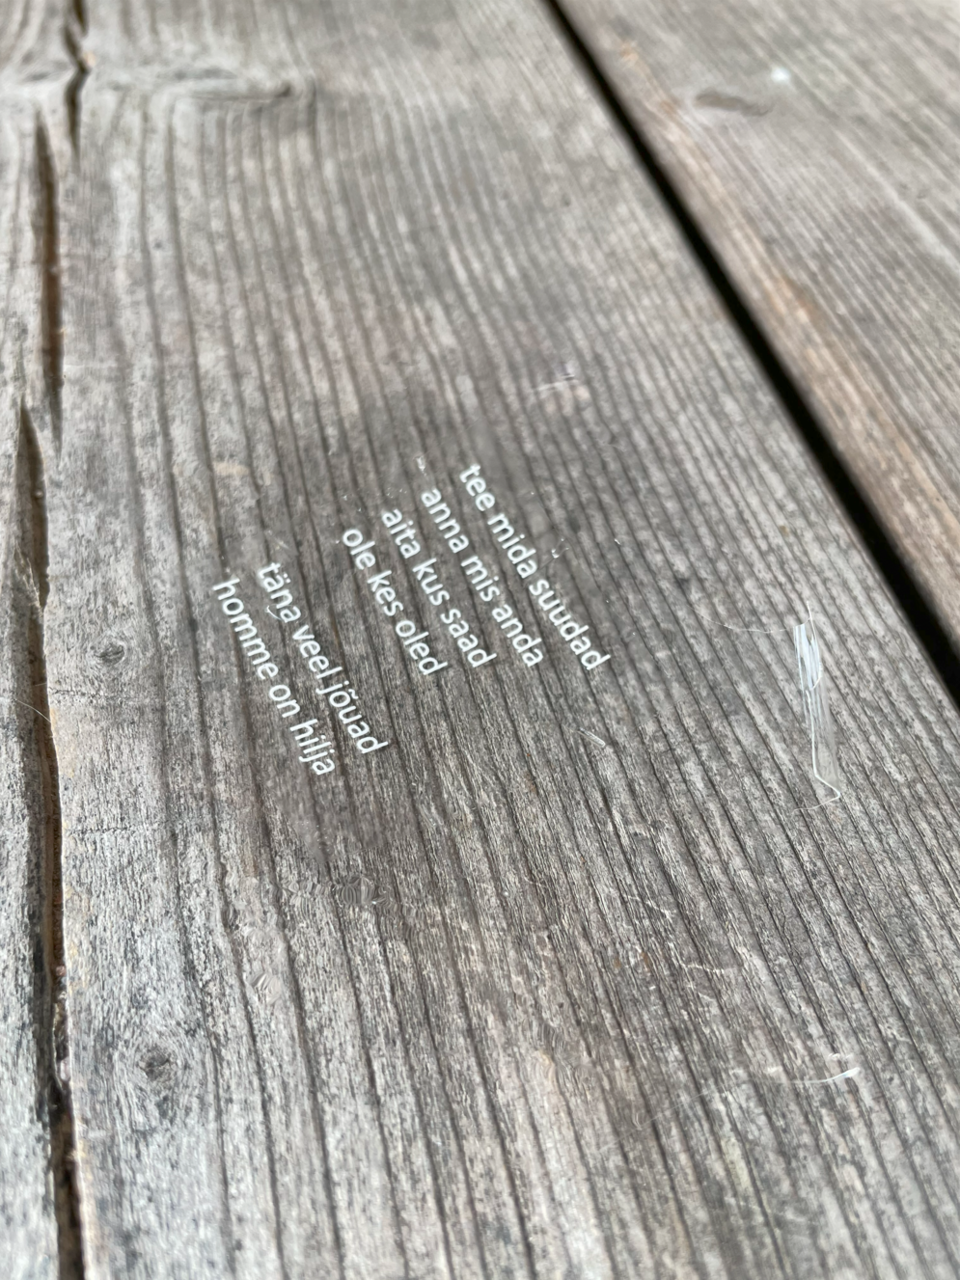 tee mida suudad
anna mis anda
aita kus saad
ole kes oled
täna veel jõuad
homme on hilja